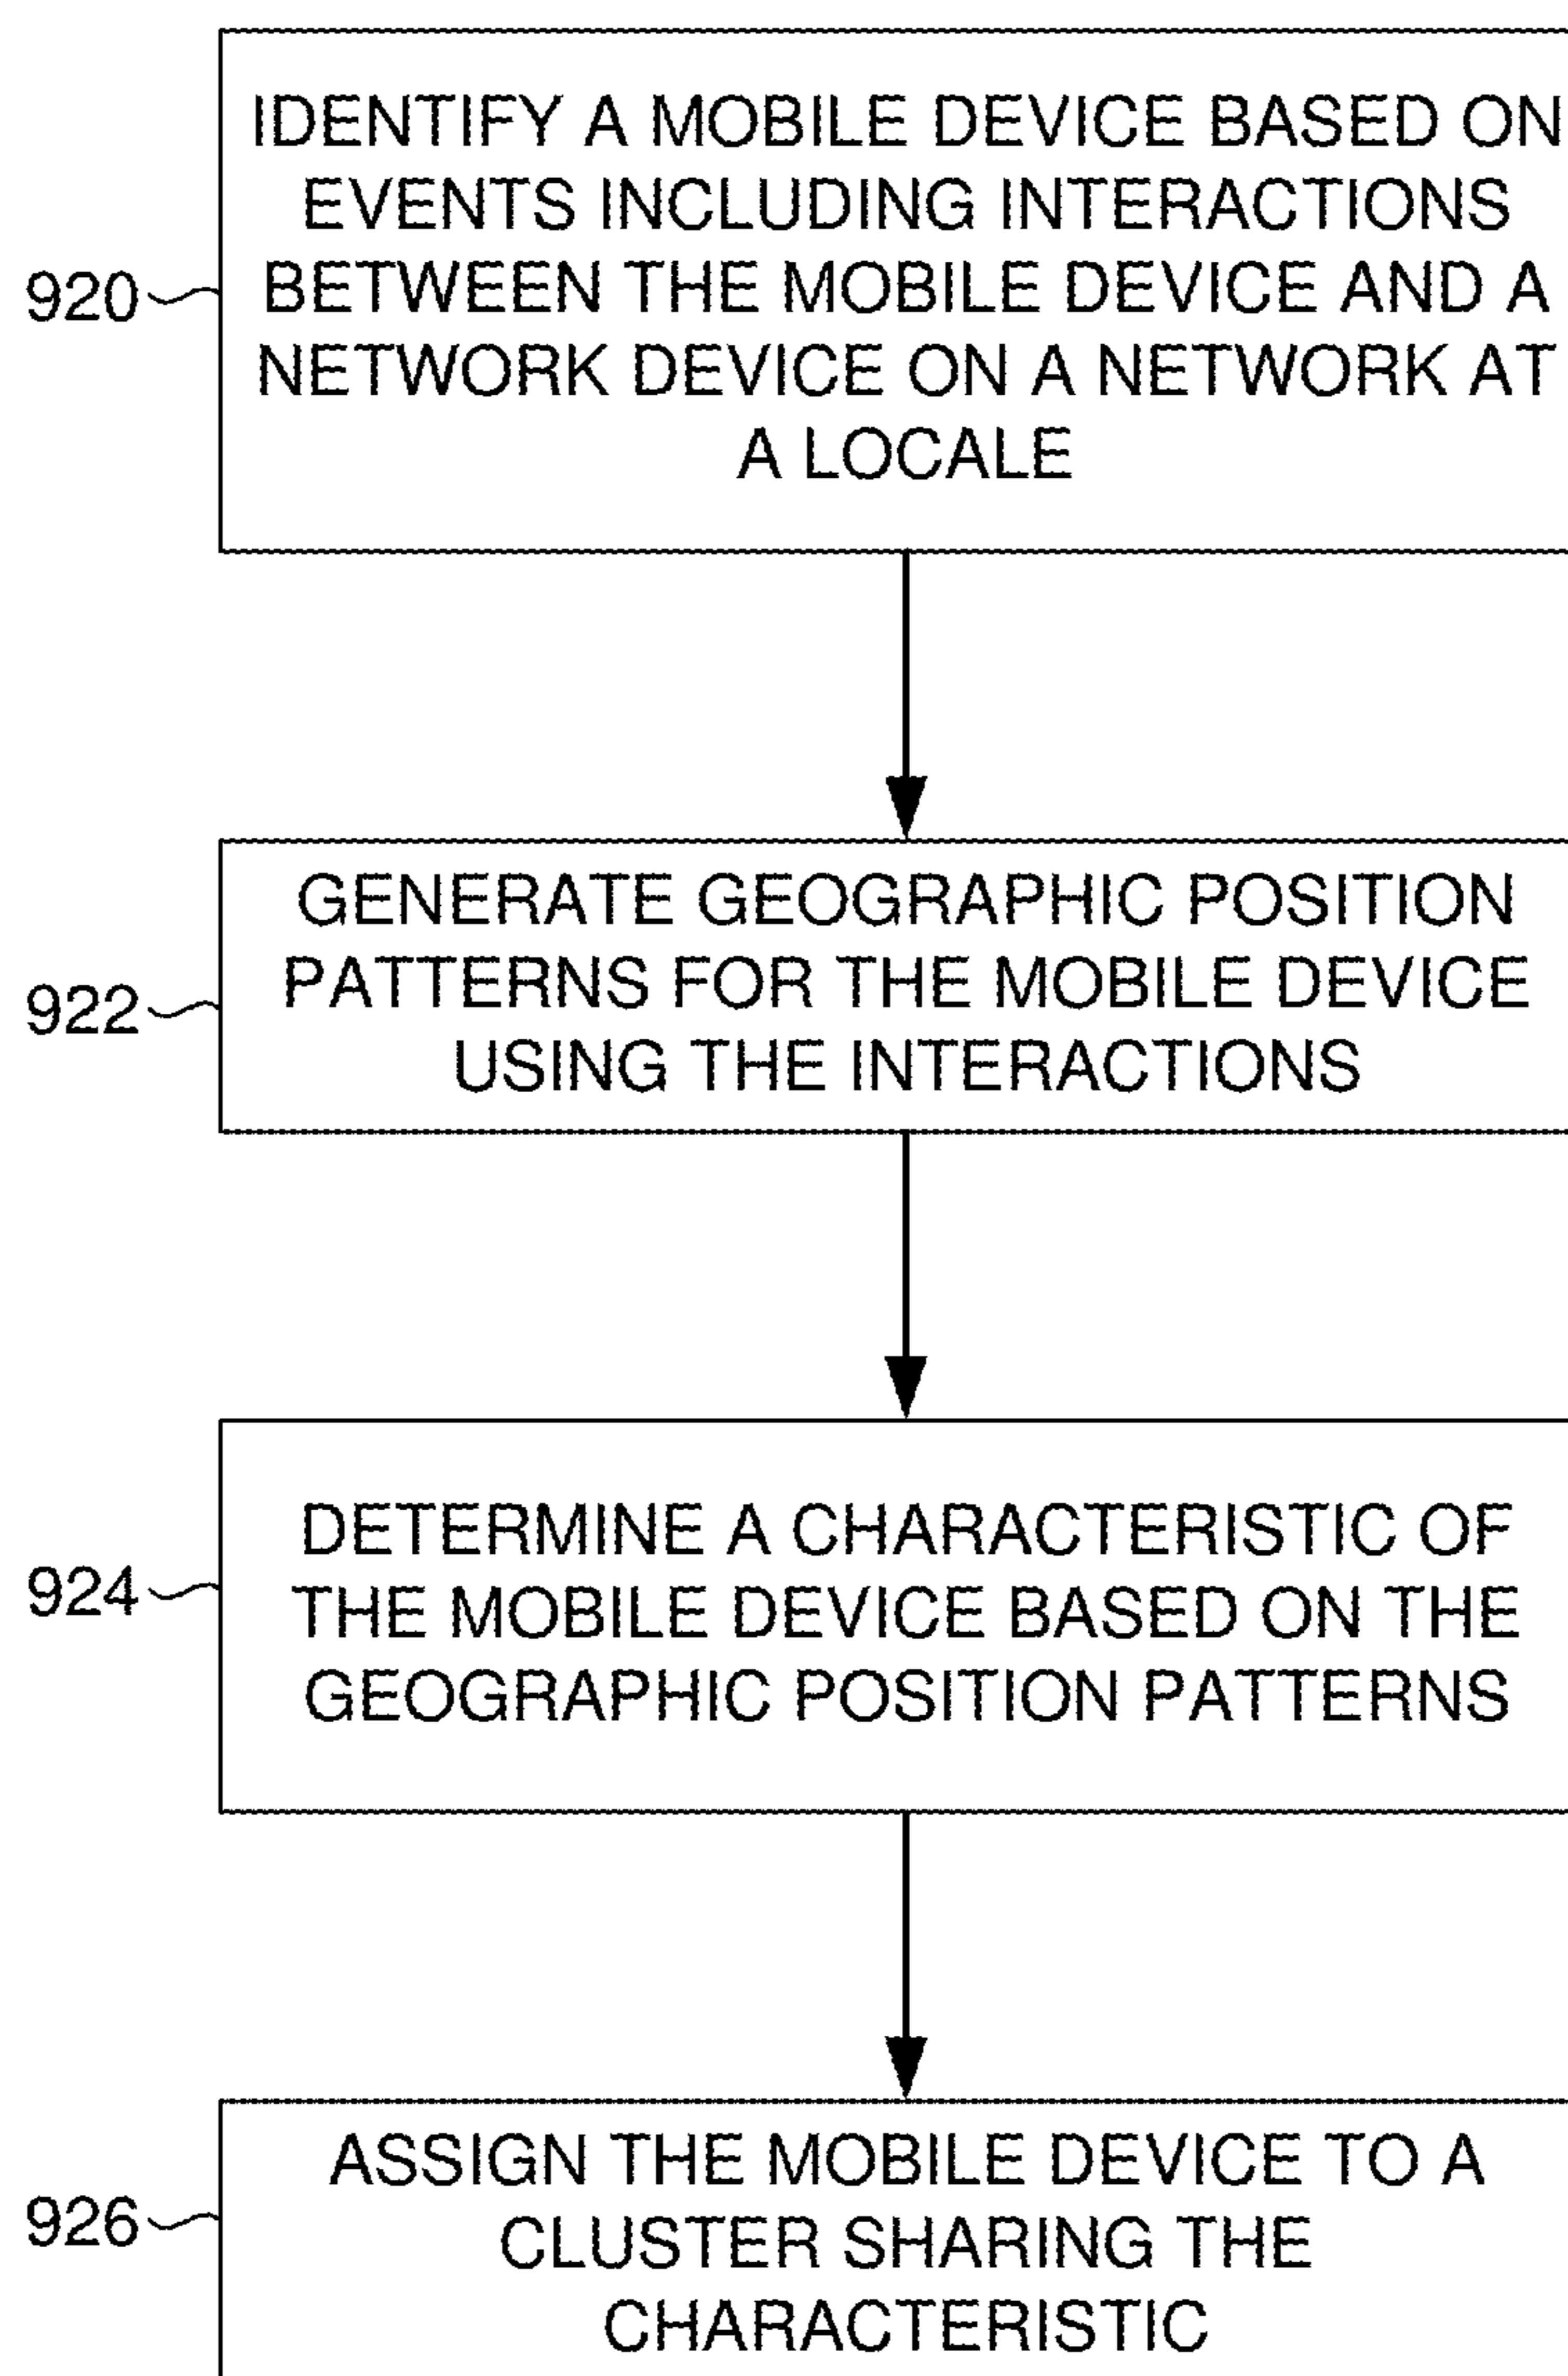 IDENTIFY A MOBILE DEVICE BASED ON
EVENTS INCLUDING INTERACTIONS
BETWEEN THE MOBILE DEVICE AND A
NETWORK DEVICE ON A NETWORK AT
A LOCALE
920
GENERATE GEOGRAPHIC POSITION
PATTERNS FOR THE MOBILE DEVICE
USING THE INTERACTIONS
922
DETERMINE A CHARACTERISTIC OF
THE MOBILE DEVICE BASED ON THE
GEOGRAPHIC POSITION PATTERNS
924
ASSIGN THE MOBILE DEVICE TO A
CLUSTER SHARING THE
CHARACTERISTIC
926